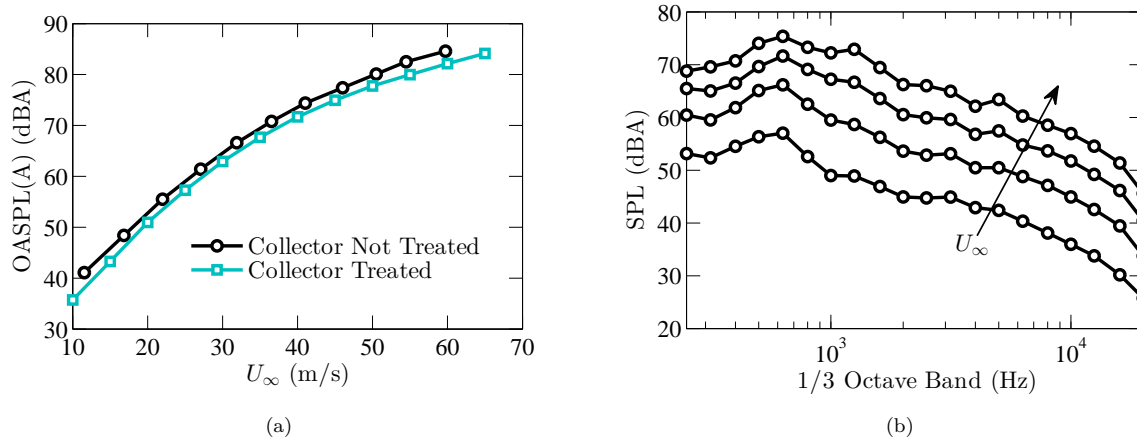 90
80
70
60
50
40
30
10 20 30 40 50 60 70
OASPL(A) (dBA)
U∞ (m/s)
Collector Not Treated
Collector Treated
(a)
80
70
60
50
40
30
20
10³ 10⁴
SPL (dBA)
U∞
1/3 Octave Band (Hz)
(b)